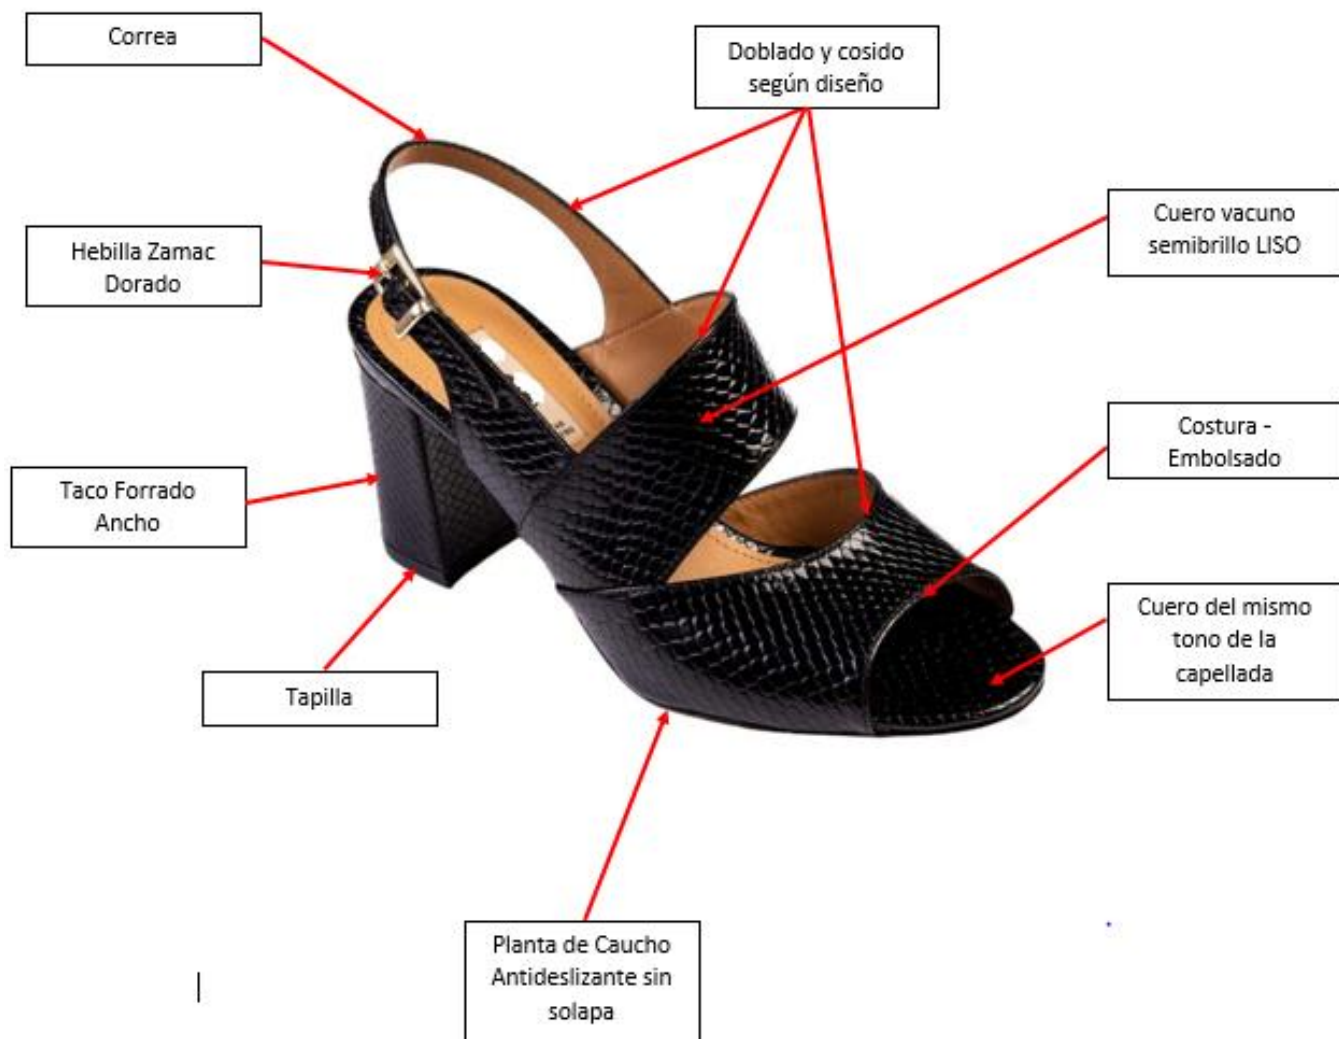 Correa
Doblado y cosido
según diseño
Cuero vacuno
semibrillo LISO
Hebilla Zamac
Dorado
Costura -
Embolsado
Taco Forrado
Ancho
Cuero del mismo
tono de la
capellada
Tapilla
Planta de Caucho
Antideslizante sin
solapa